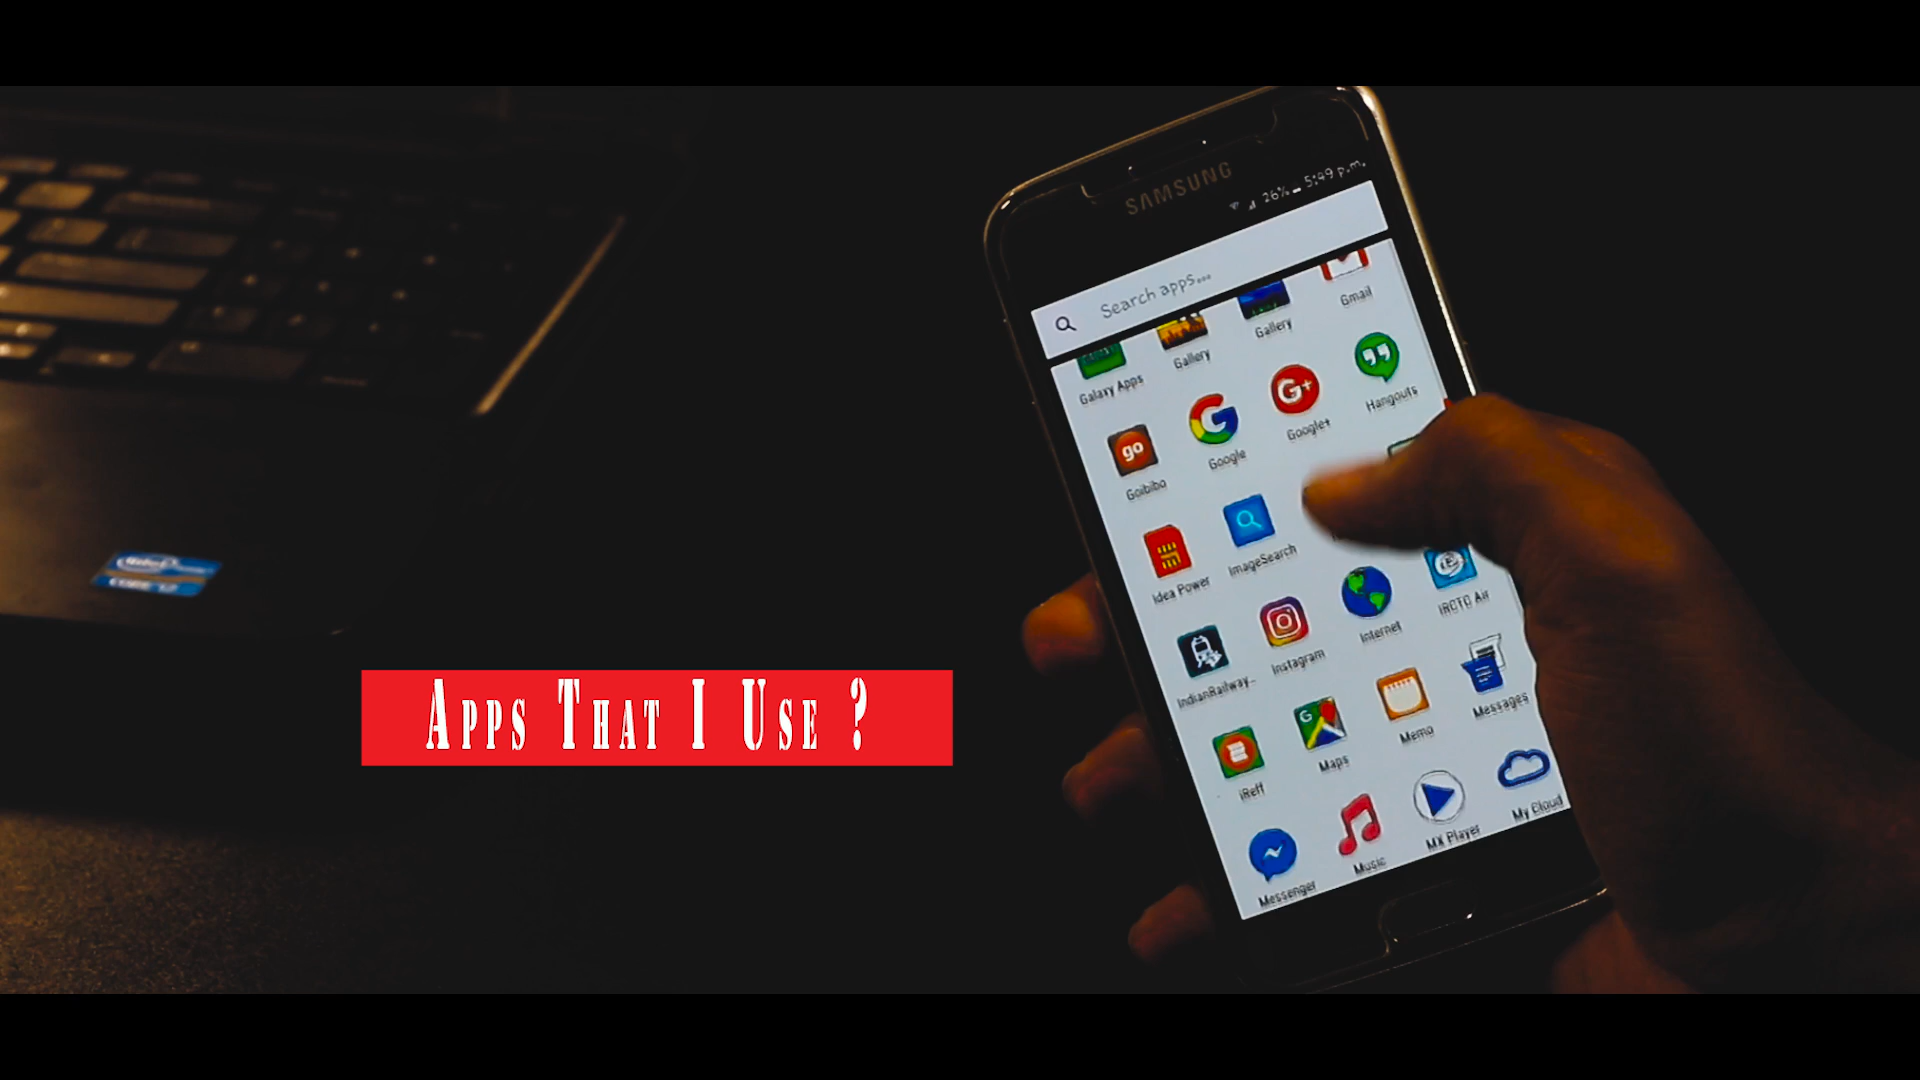 SAMSUNG
26% 5:49 p.m.
Search apps...
Galaxy Apps Gallery Gallery Gmail
go
Goibibo
G
Google
G+
Google+
Hangouts
Idea Power ImageSearch
IndianRailway.. Instagram Internet IRCTC Air
iReff
G
Maps Memo Messages
Messenger Music MX Player My Cloud
Apps That I Use ?